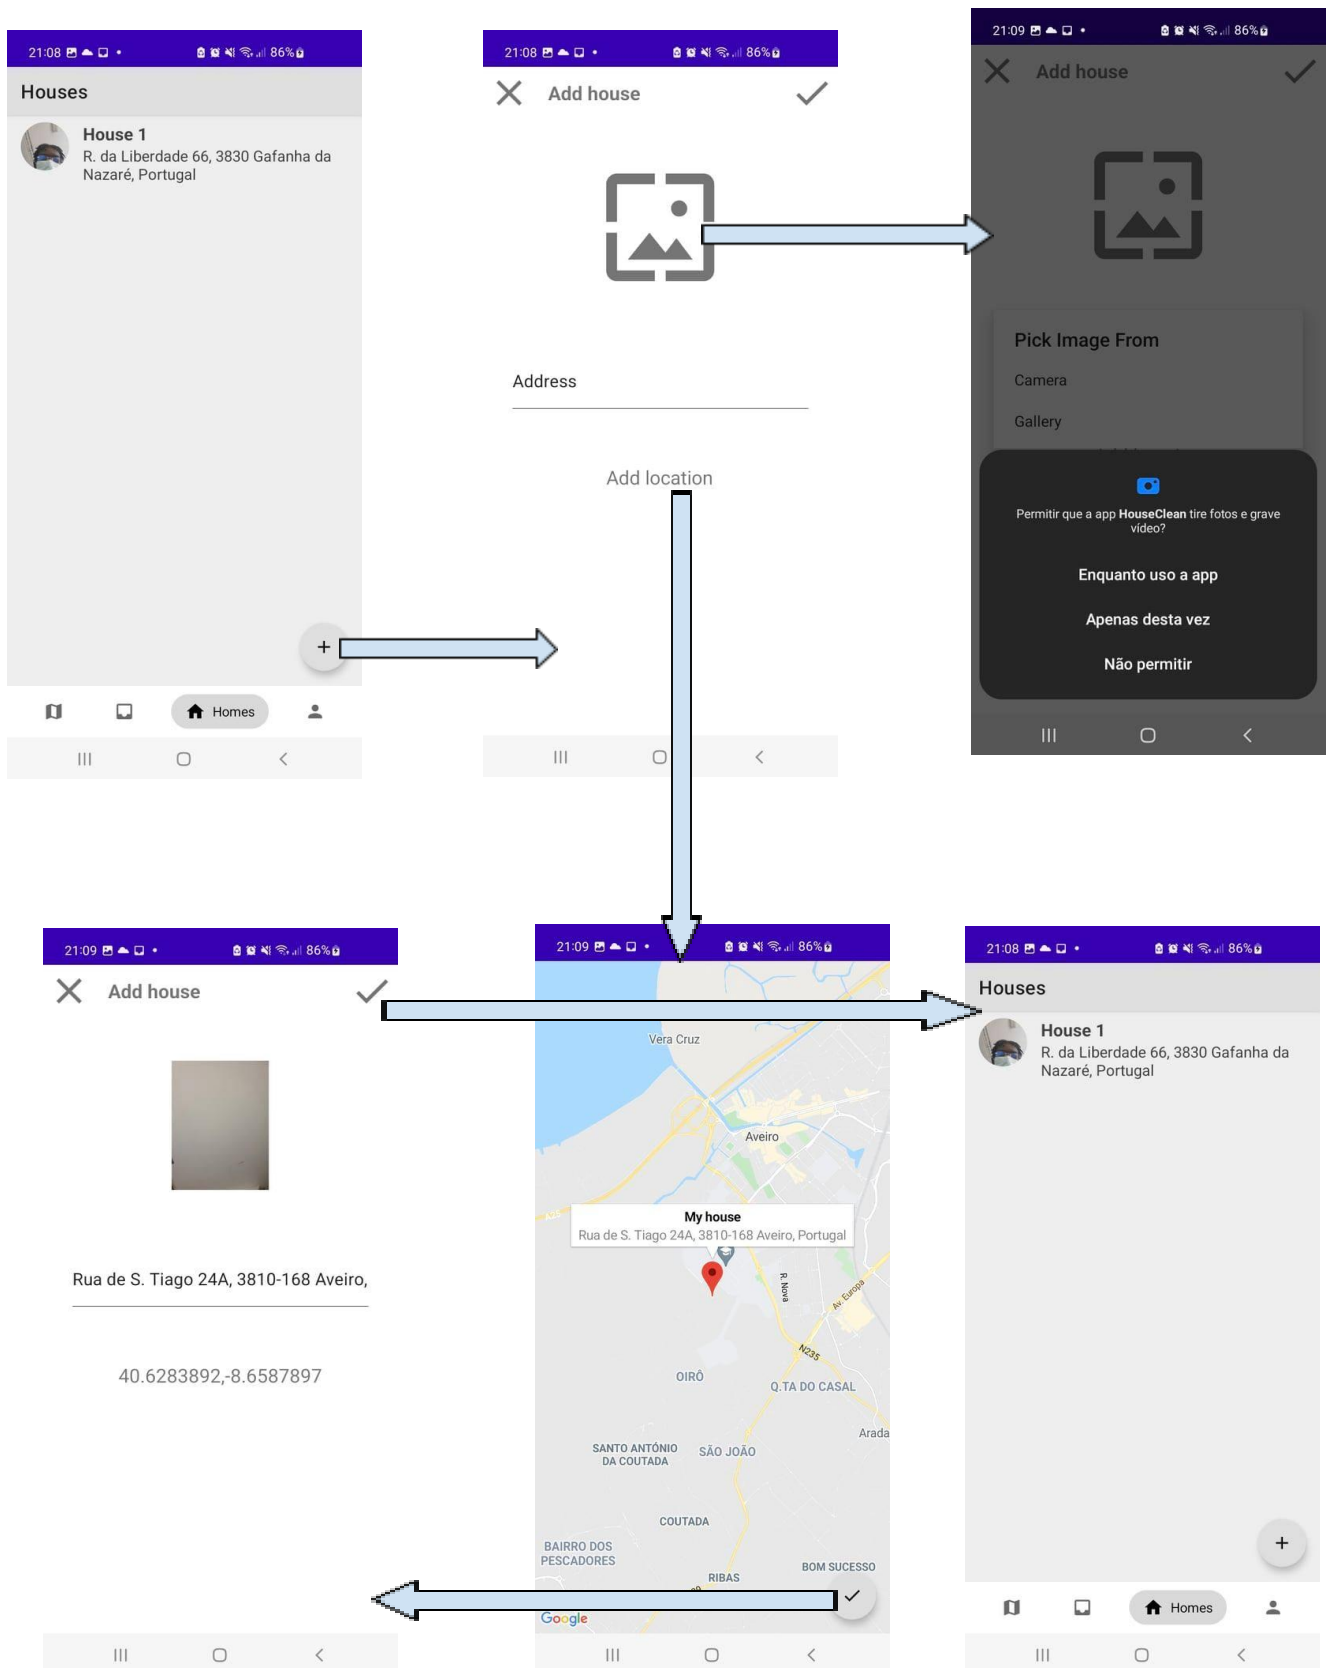 21:08
86%
Houses
House 1
R. da Liberdade 66, 3830 Gafanha da
Nazaré, Portugal
+
Homes
21:08
86%
Add house
Address
Add location
21:09
86%
Add house
Pick Image From
Camera
Gallery
Permitir que a app HouseClean tire fotos e grave
vídeo?
Enquanto uso a app
Apenas desta vez
Não permitir
21:09
86%
Add house
Rua de S. Tiago 24A, 3810-168 Aveiro,
40.6283892,-8.6587897
21:09
86%
Vera Cruz
Aveiro
A25
My house
Rua de S. Tiago 24A, 3810-168 Aveiro, Portugal
R. Nova
Av. Europa
N235
OIRÔ
Q.TA DO CASAL
Arada
SANTO ANTÓNIO
DA COUTADA
SÃO JOÃO
COUTADA
BAIRRO DOS
PESCADORES
BOM SUCESSO
RIBAS
Google
21:08
86%
Houses
House 1
R. da Liberdade 66, 3830 Gafanha da
Nazaré, Portugal
+
Homes